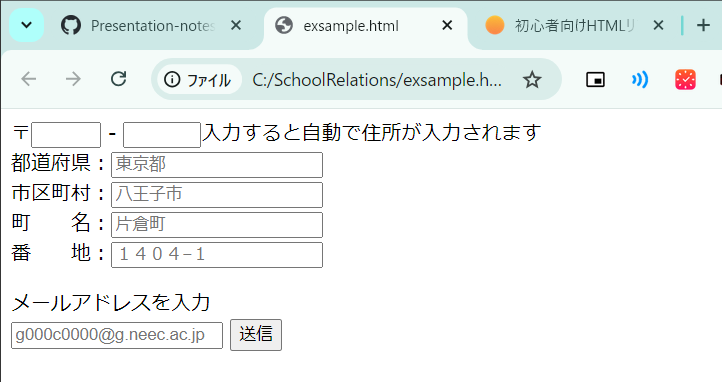 Presentation-notes
exsample.html
初心者向けHTMLリ
ファイル C:/SchoolRelations/exsample.h...
〒 - 入力すると自動で住所が入力されます
都道府県：東京都
市区町村：八王子市
町　　名：片倉町
番　　地：１４０４−１
メールアドレスを入力
g000c0000@g.neec.ac.jp 送信